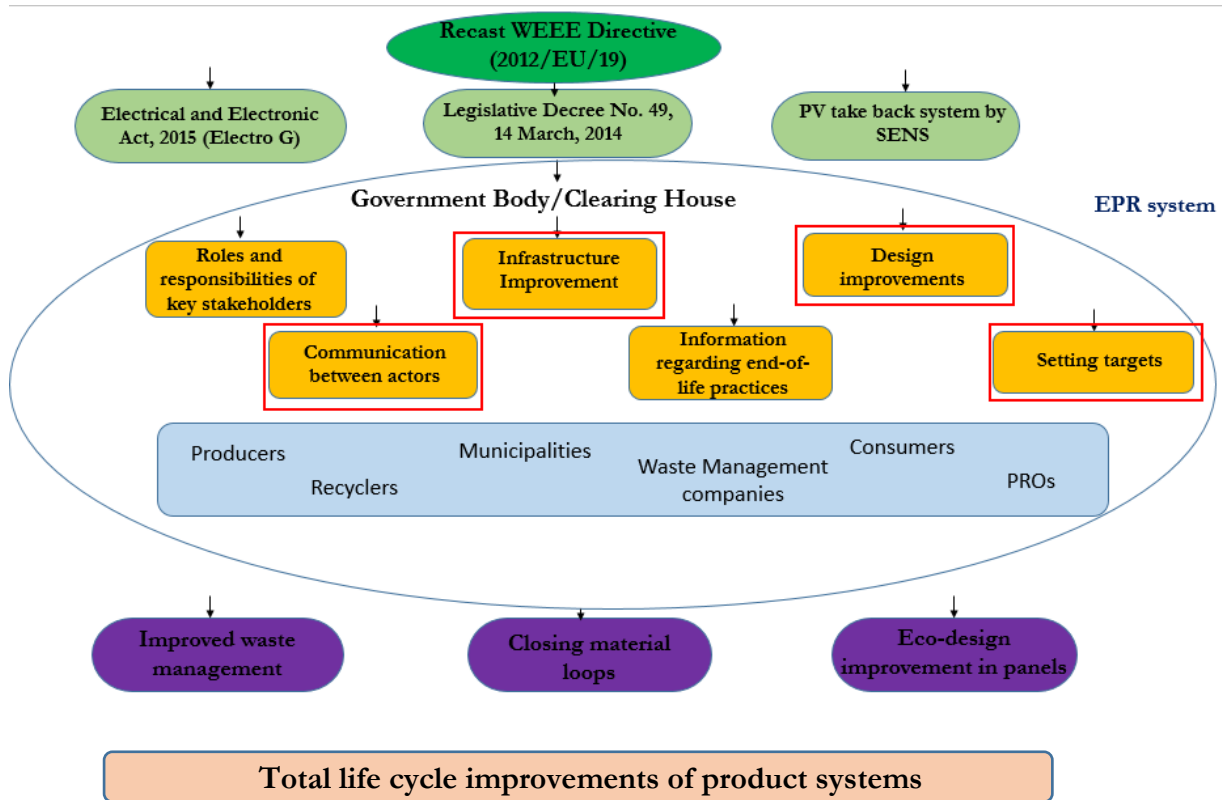 Recast WEEE Directive
(2012/EU/19)
Electrical and Electronic
Act, 2015 (Electro G)
Legislative Decree No. 49,
14 March, 2014
PV take back system by
SENS
Government Body/Clearing House
EPR system
Roles and
responsibilities of
key stakeholders
Infrastructure
Improvement
Design
improvements
Communication
between actors
Information
regarding end-of-
life practices
Setting targets
Producers
Municipalities
Consumers
Recyclers
Waste Management
companies
PROs
Improved waste
management
Closing material
loops
Eco-design
improvement in panels
Total life cycle improvements of product systems